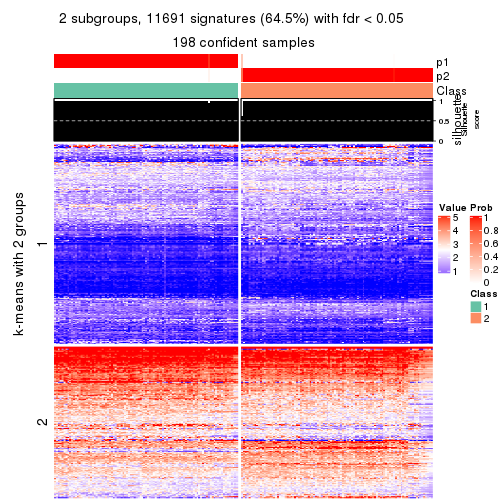 2 subgroups, 11691 signatures (64.5%) with fdr < 0.05
198 confident samples
p1
p2
Class
silhouette
Silhouette
score
1
0.5
0
k-means with 2 groups
1
2
Value
5
4
3
2
1
Prob
1
0.8
0.6
0.4
0.2
0
Class
1
2